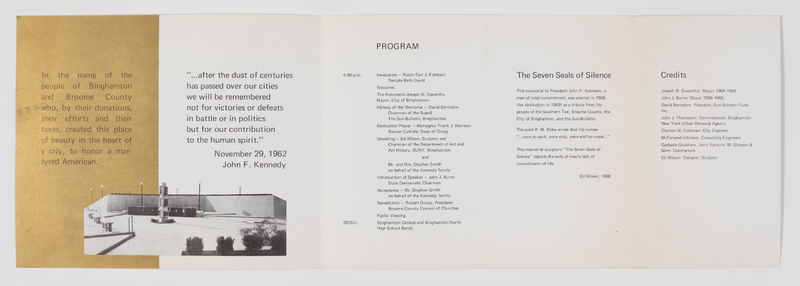 In the name of the
people of Binghamton
and Broome County
who, by their donations,
their efforts and their
taxes, created this place
of beauty in the heart of
a city, to honor a mar-
tyred American.
"...after the dust of centuries
has passed over our cities
we will be remembered
not for victories or defeats
in battle or in politics
but for our contribution
to the human spirit."
November 29, 1962
John F. Kennedy
PROGRAM
4:00 p.m.
Invocation – Rabbi Earl J. Fishhaut
Temple Beth David
Welcome:
The Honorable Joseph W. Esworthy
Mayor, City of Binghamton
History of the Memorial – David Bernstein
Chairman of the Board
The Sun-Bulletin, Binghamton
Dedication Prayer – Monsignor Frank J. Harrison
Roman Catholic Dean of Clergy
Unveiling – Ed Wilson, Sculptor and
Chairman of the Department of Art and
Art History, SUNY, Binghamton
and
Mr. and Mrs. Stephen Smith
on behalf of the Kennedy family
Introduction of Speaker – John J. Burns
State Democratic Chairman
Acceptance – Mr. Stephen Smith
on behalf of the Kennedy family
Benediction – Robert Dovey, President
Broome County Council of Churches
Public Viewing
MUSIC:
Binghamton Central and Binghamton North
High School Bands
The Seven Seals of Silence
This memorial to President John F. Kennedy, a
man of total commitment, was erected in 1968
(for dedication in 1969) as a tribute from the
people of the Southern Tier, Broome County, the
City of Binghamton, and the Sun-Bulletin.
The poet R. M. Rilke wrote that life comes
"...once to each, once only, and no more..."
This memorial sculpture "The Seven Seals of
Silence" depicts the evils of man's lack of
commitment of life.
Ed Wilson, 1968
Credits
Joseph W. Esworthy: Mayor
John J. Burns: Mayor
David Bernstein: President, Sun-Bulletin Fund,
Inc.
John J. Thompson: Commissioner, Binghamton
New York Urban Renewal Agency
Clayton M. Coleman: City Engineer
McFarland-Johnson: Consulting Engineers
Joint Venture: M. Gleason &
Sons: Contractors
Ed Wilson: Designer, Sculptor